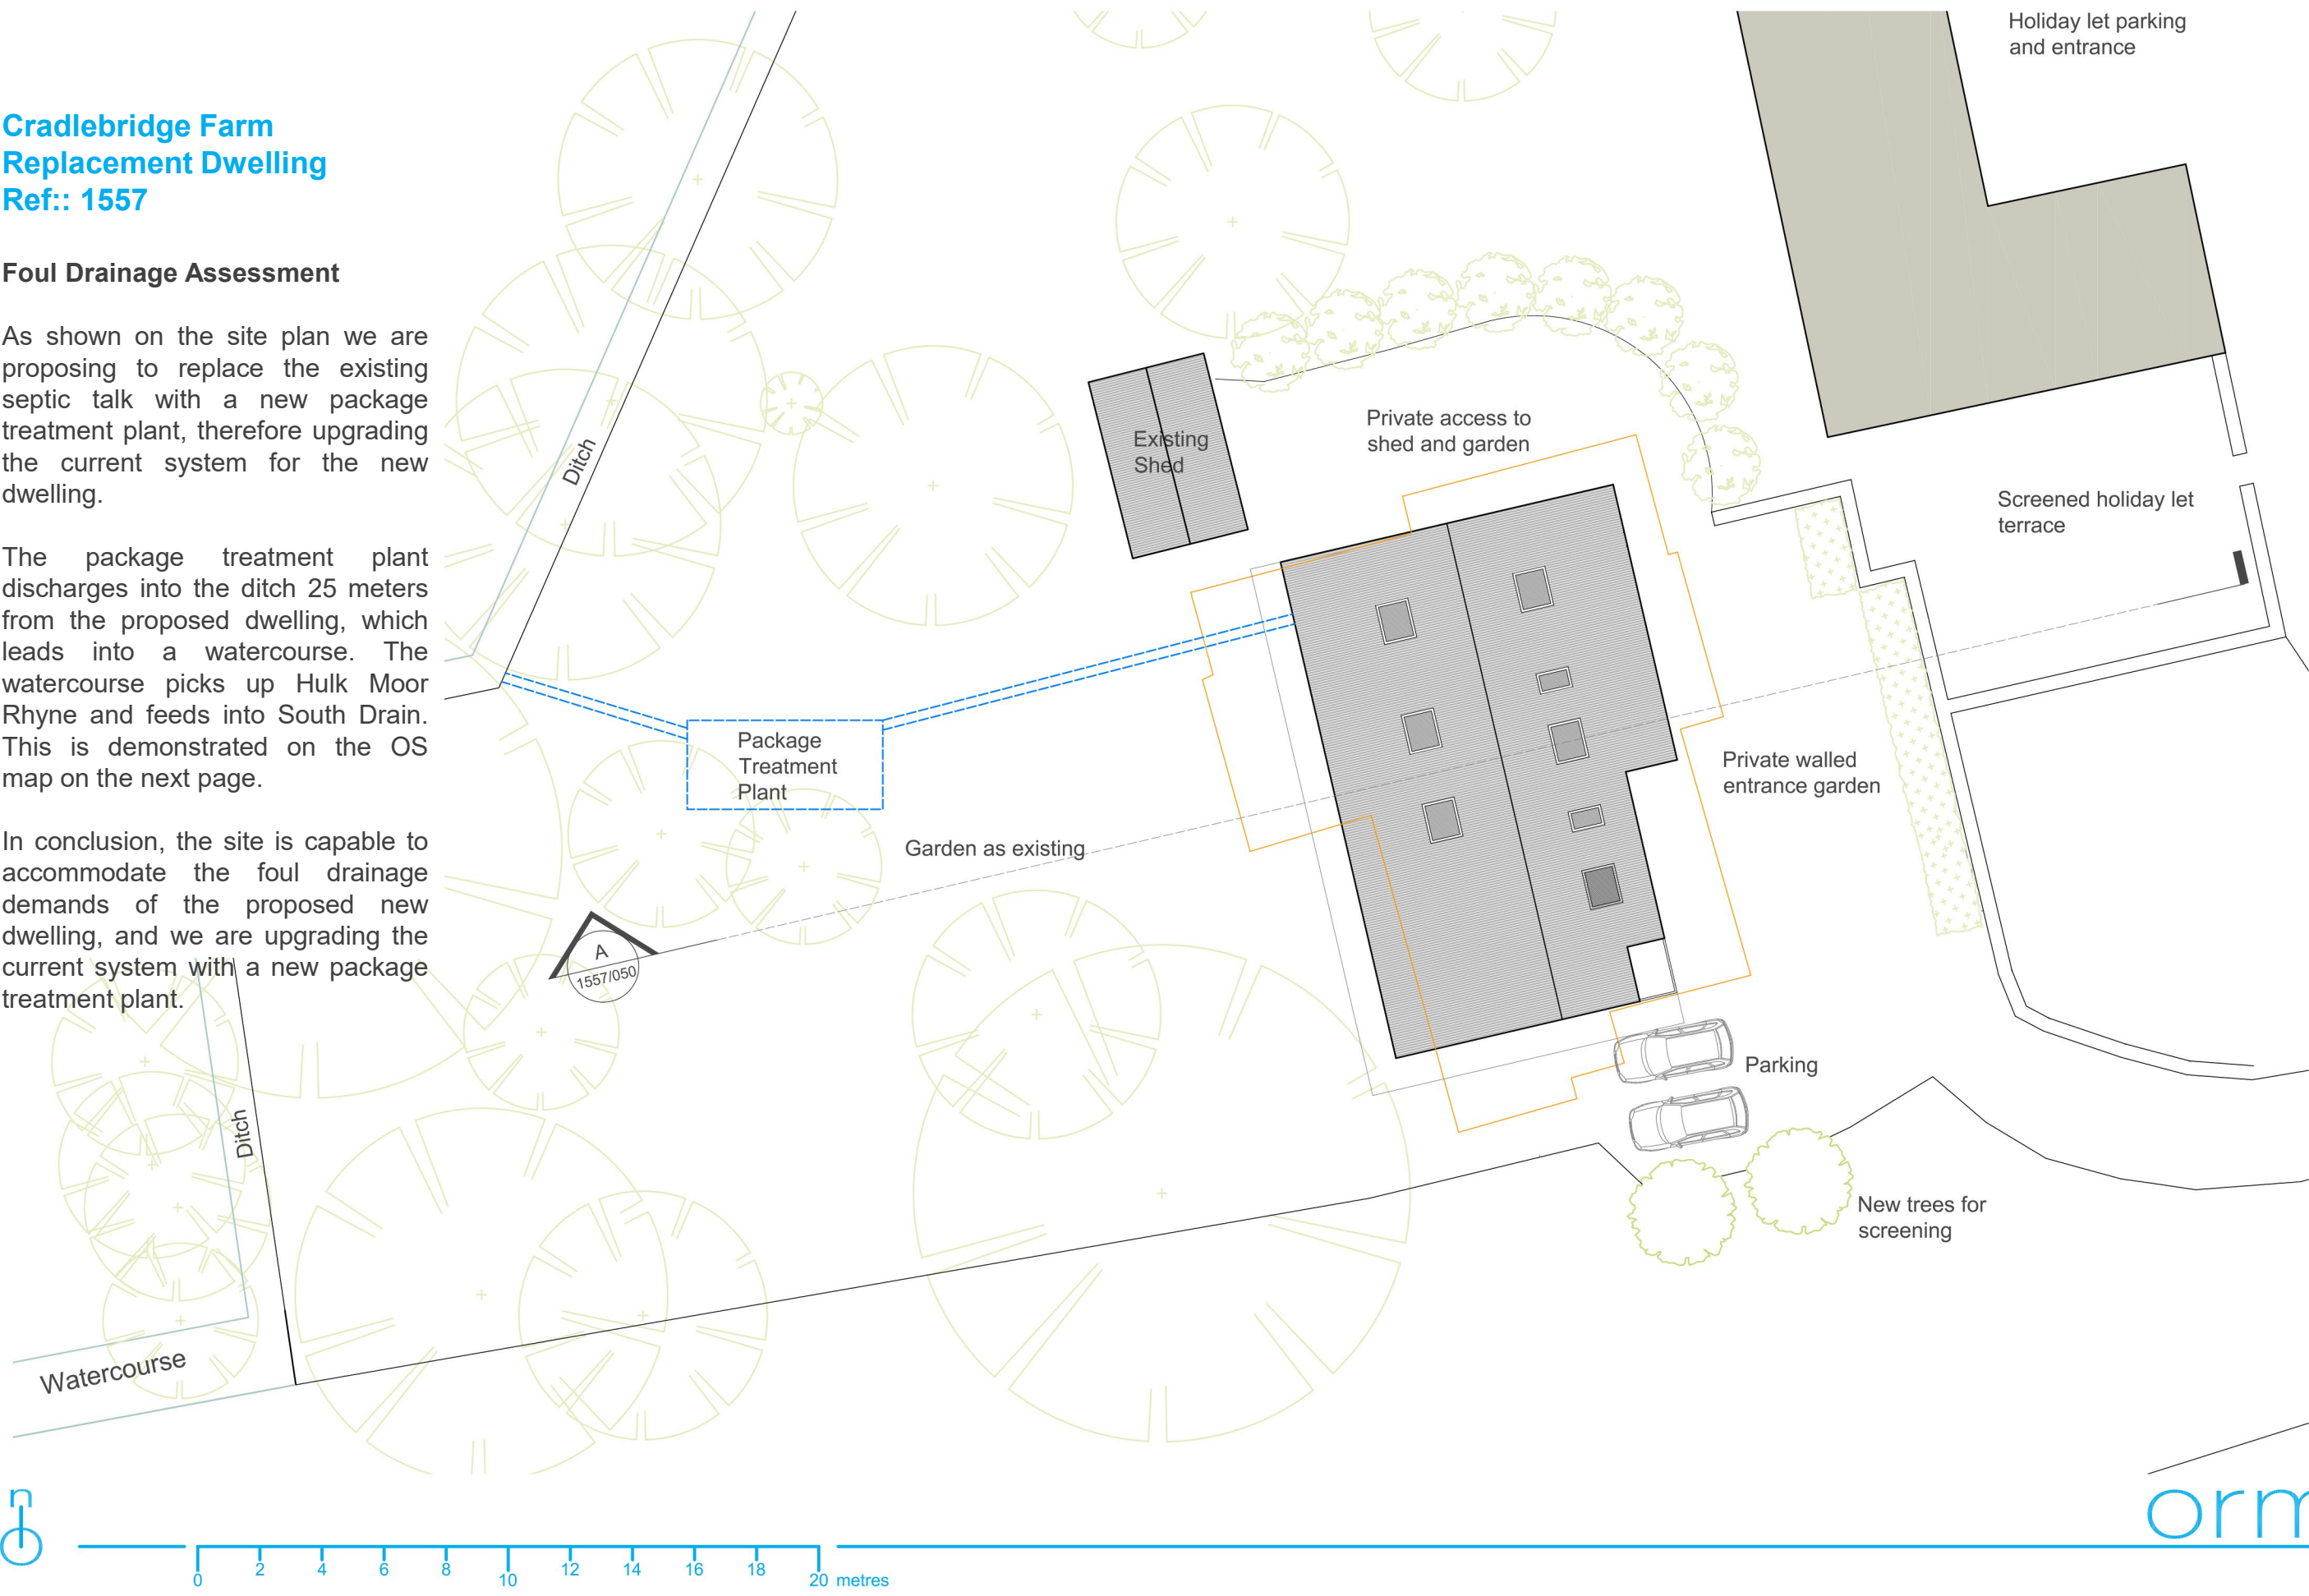 Cradlebridge Farm
Replacement Dwelling
Ref:: 1557
Foul Drainage Assessment
As shown on the site plan we are
proposing to replace the existing
septic talk with a new package
treatment plant, therefore upgrading
the current system for the new
dwelling.
The package treatment plant
discharges into the ditch 25 meters
from the proposed dwelling, which
leads into a watercourse. The
watercourse picks up Hulk Moor
Rhyne and feeds into South Drain.
This is demonstrated on the OS
map on the next page.
In conclusion, the site is capable to
accommodate the foul drainage
demands of the proposed new
dwelling, and we are upgrading the
current system with a new package
treatment plant.
Holiday let parking
and entrance
Ditch
Existing
Shed
Private access to
shed and garden
Screened holiday let
terrace
Package
Treatment
Plant
Garden as existing
Private walled
entrance garden
A
1557/050
Parking
Ditch
New trees for
screening
Watercourse
n
0 2 4 6 8 10 12 14 16 18 20 metres
orm